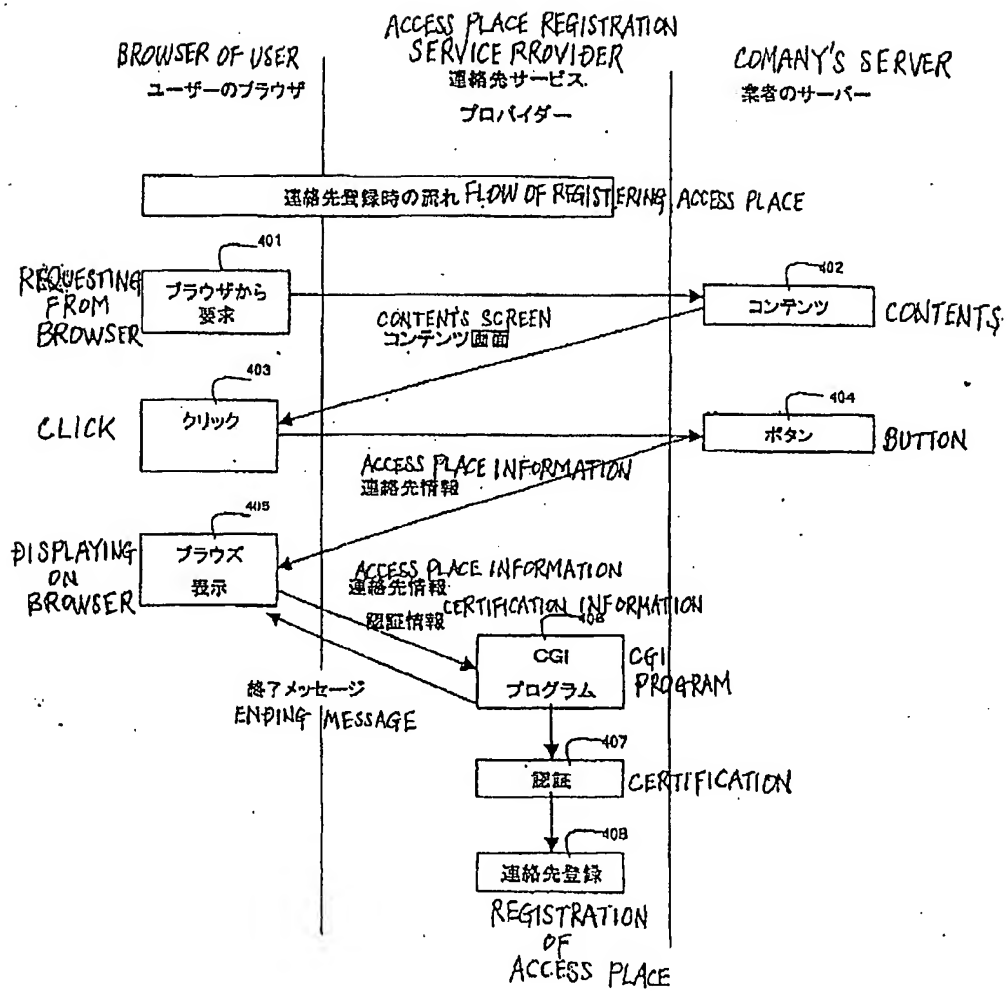 BROWSER OF USER
ユーザーのブラウザ
ACCESS PLACE REGISTRATION
SERVICE RROVIDER
連絡先サービス
プロバイダー
COMANY'S SERVER
業者のサーバー
連絡先登録時の流れ FLOW OF REGISTERING ACCESS PLACE
401
REQUESTING
FROM
BROWSER
ブラウザから
要求
402
コンテンツ
CONTENTS
CONTENTS SCREEN
コンテンツ画面
403
CLICK
クリック
404
ボタン
BUTTON
ACCESS PLACE INFORMATION
連絡先情報
405
DISPLAYING
ON
BROWSER
ブラウズ
表示
ACCESS PLACE INFORMATION
連絡先情報
認証情報 CERTIFICATION INFORMATION
406
CGI
プログラム
CGI
PROGRAM
終了メッセージ
ENDING MESSAGE
407
認証
CERTIFICATION
408
連絡先登録
REGISTRATION
OF
ACCESS PLACE